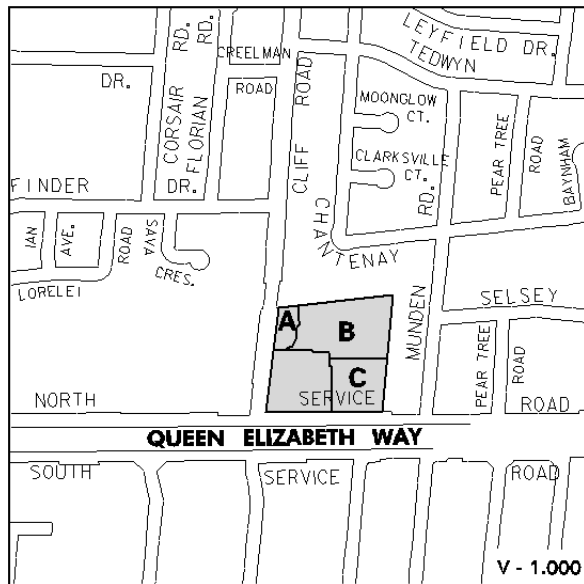 LEYFIELD DR.
TEDWYN
CREELMAN
ROAD
DR.
CORSAIR RD.
FLORIAN RD.
CLIFF ROAD
MOONGLOW
CT.
CLARKSVILLE
CT.
PEAR TREE
ROAD
BAYNHAM
FINDER
DR.
RD.
CHANTENAY
IAN
AVE.
ROAD
SAVA
CRES.
LORELEI
MUNDEN
SELSEY
A
B
C
PEAR TREE
ROAD
NORTH SERVICE ROAD
QUEEN ELIZABETH WAY
SOUTH SERVICE ROAD
V - 1.000